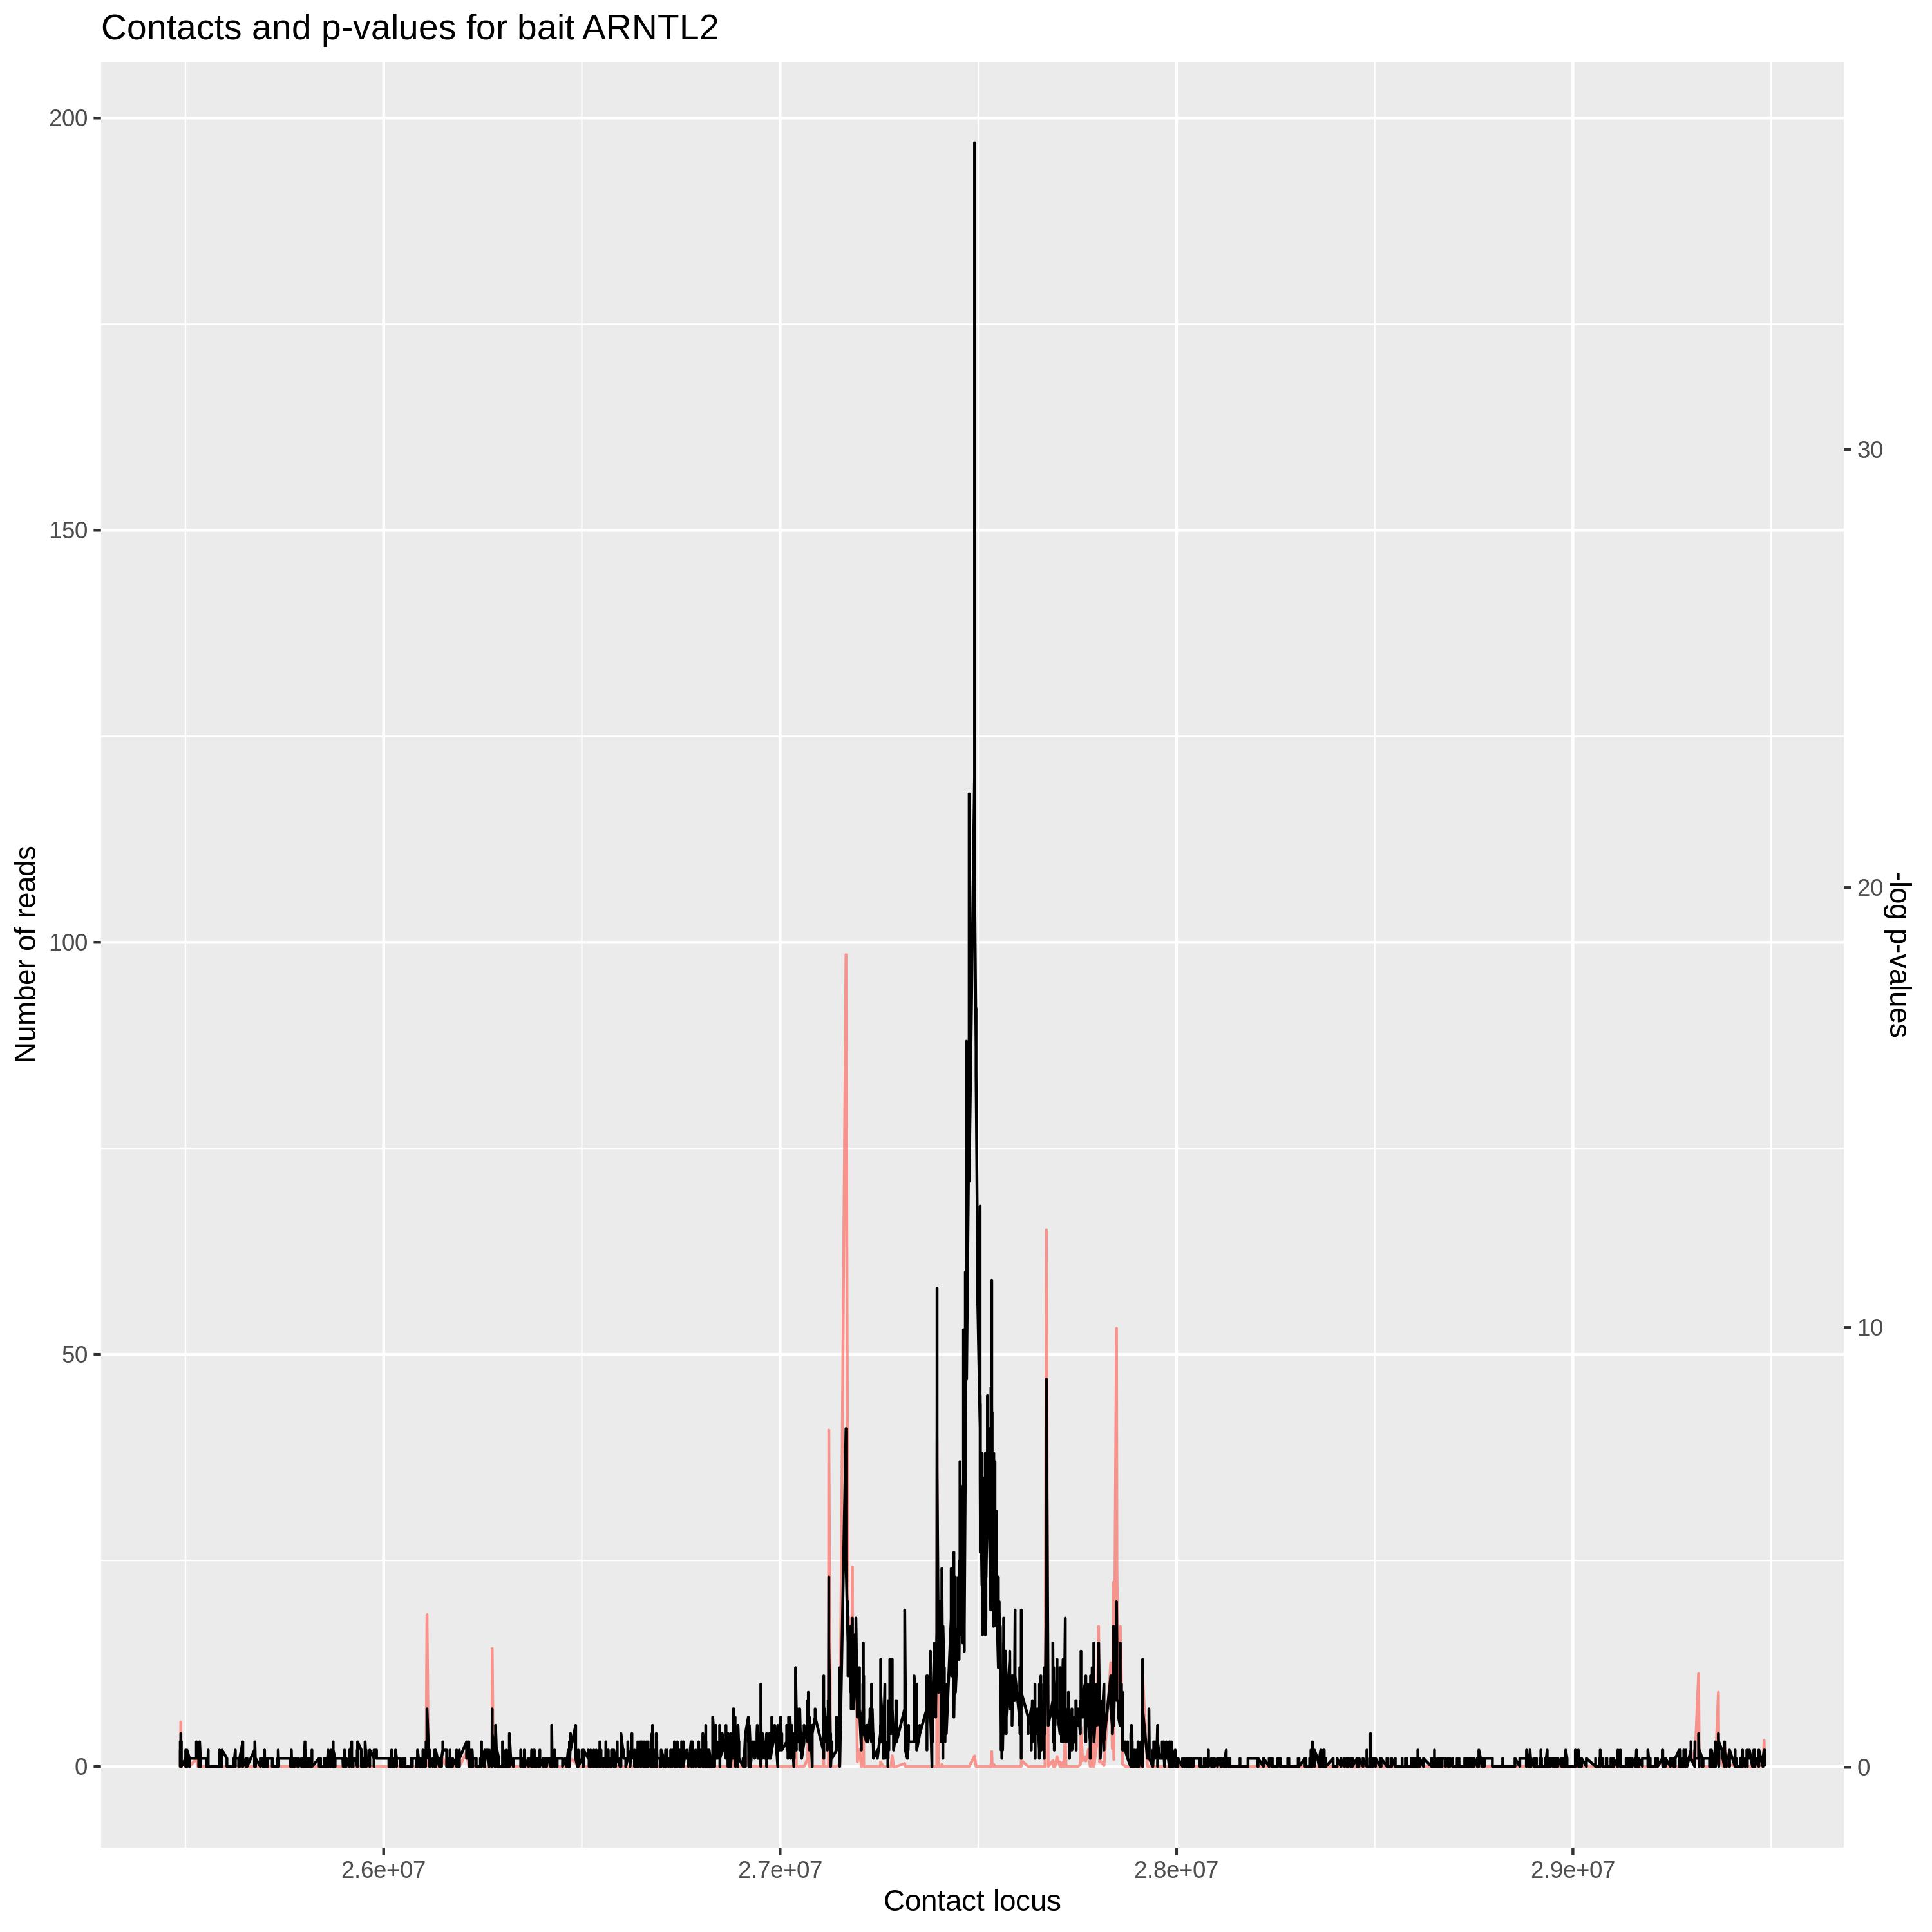 Contacts and p-values for bait ARNTL2
200
150
100
50
0
Number of reads
30
20
10
0
-log p-values
2.6e+07 2.7e+07 2.8e+07 2.9e+07
Contact locus